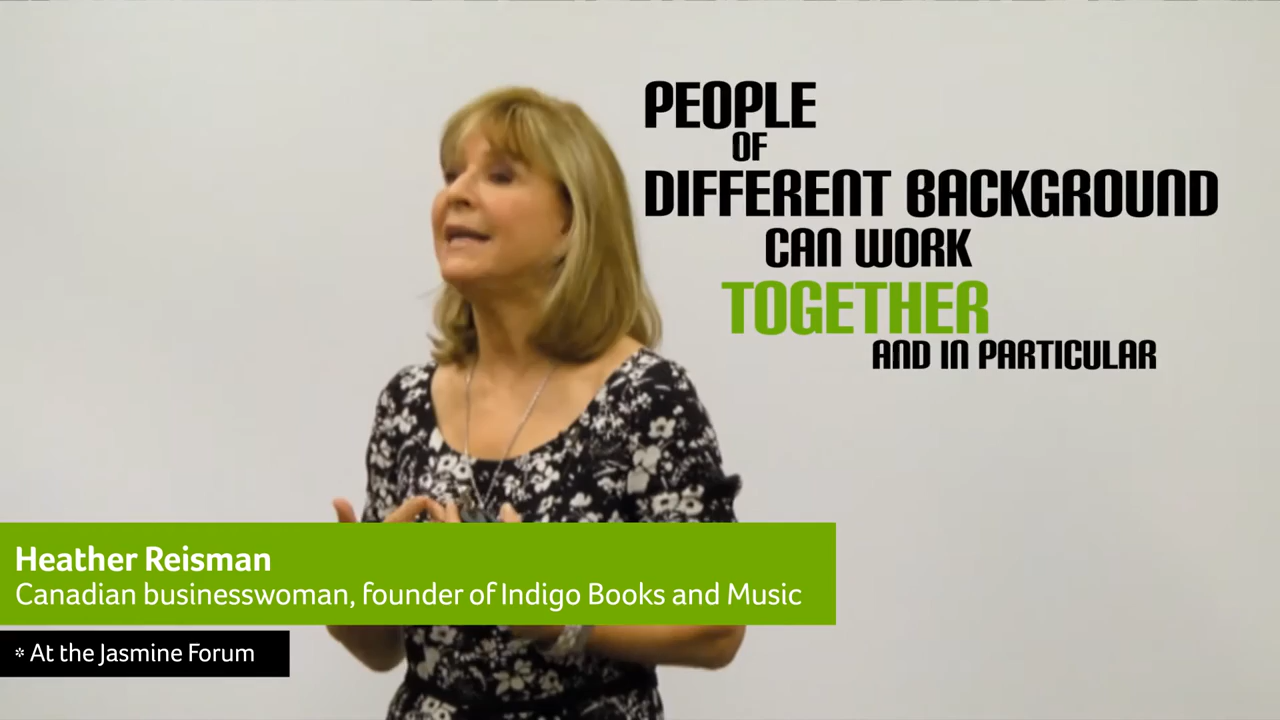 PEOPLE
OF
DIFFERENT BACKGROUND
CAN WORK
TOGETHER
AND IN PARTICULAR
Heather Reisman
Canadian businesswoman, founder of Indigo Books and Music
* At the Jasmine Forum